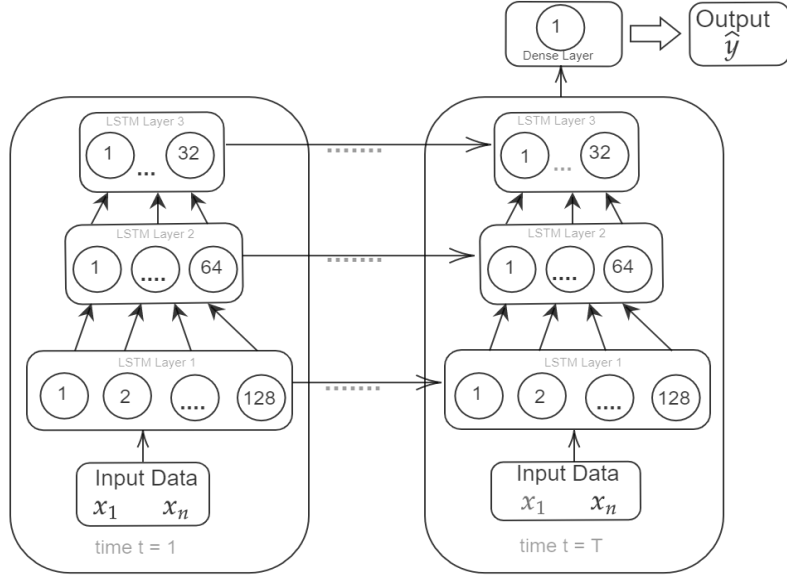 1
Dense Layer
Output
ŷ
LSTM Layer 3
1 ... 32
LSTM Layer 2
1 .... 64
LSTM Layer 1
1 2 .... 128
Input Data
x₁ xₙ
time t = 1
.......
.......
.......
LSTM Layer 3
1 ... 32
LSTM Layer 2
1 .... 64
LSTM Layer 1
1 2 .... 128
Input Data
x₁ xₙ
time t = T